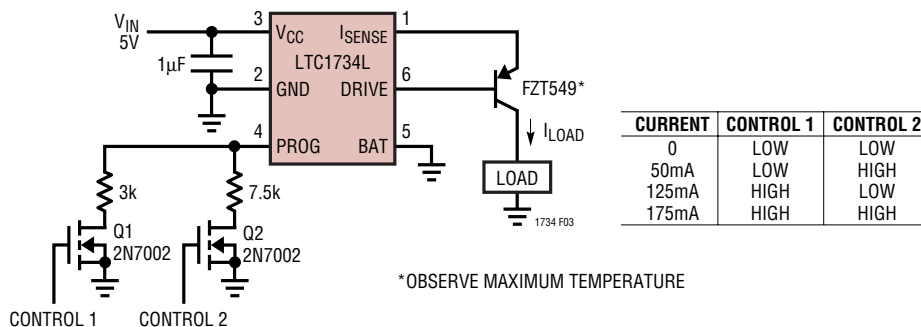 VIN
5V
1µF
3
VCC
ISENSE
1
LTC1734L
2
GND
DRIVE
6
FZT549*
4
PROG
BAT
5
ILOAD
LOAD
1734 F03
3k
7.5k
Q1
2N7002
Q2
2N7002
CONTROL 1
CONTROL 2
CURRENT CONTROL 1 CONTROL 2
0 LOW LOW
50mA LOW HIGH
125mA HIGH LOW
175mA HIGH HIGH
*OBSERVE MAXIMUM TEMPERATURE